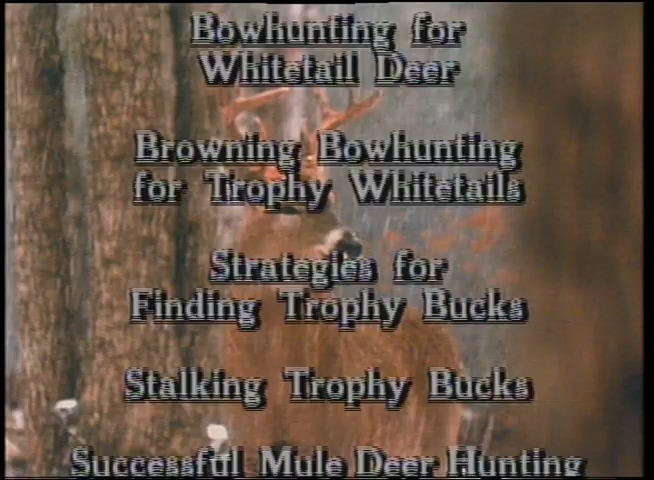 Bowhunting for
Whitetail Deer
Browning Bowhunting
for Trophy Whitetails
Strategies for
Finding Trophy Bucks
Stalking Trophy Bucks
Successful Mule Deer Hunting